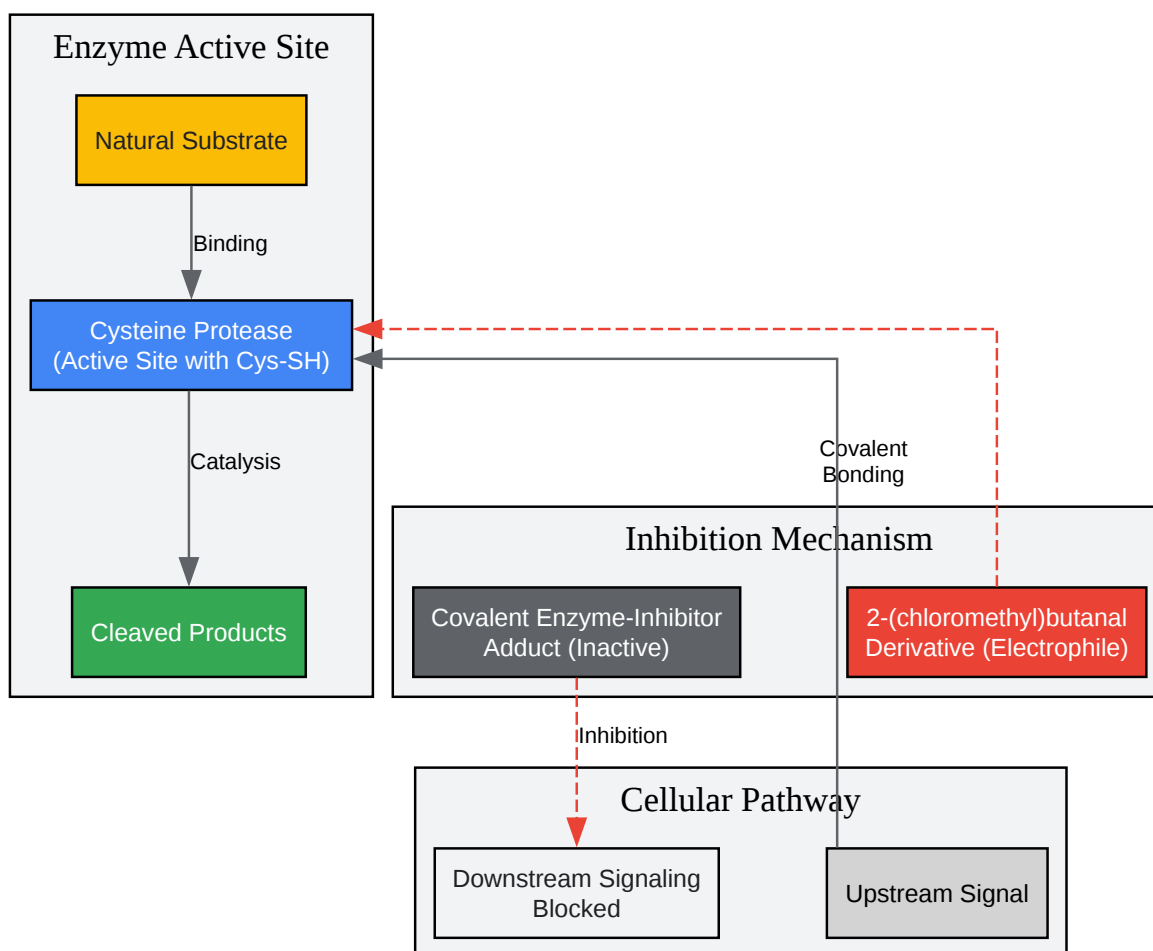 Enzyme Active Site
Natural Substrate
Binding
Cysteine Protease
(Active Site with Cys-SH)
Catalysis
Cleaved Products
Covalent
Bonding
Inhibition Mechanism
Covalent Enzyme-Inhibitor
Adduct (Inactive)
2-(chloromethyl)butanal
Derivative (Electrophile)
Inhibition
Cellular Pathway
Downstream Signaling
Blocked
Upstream Signal